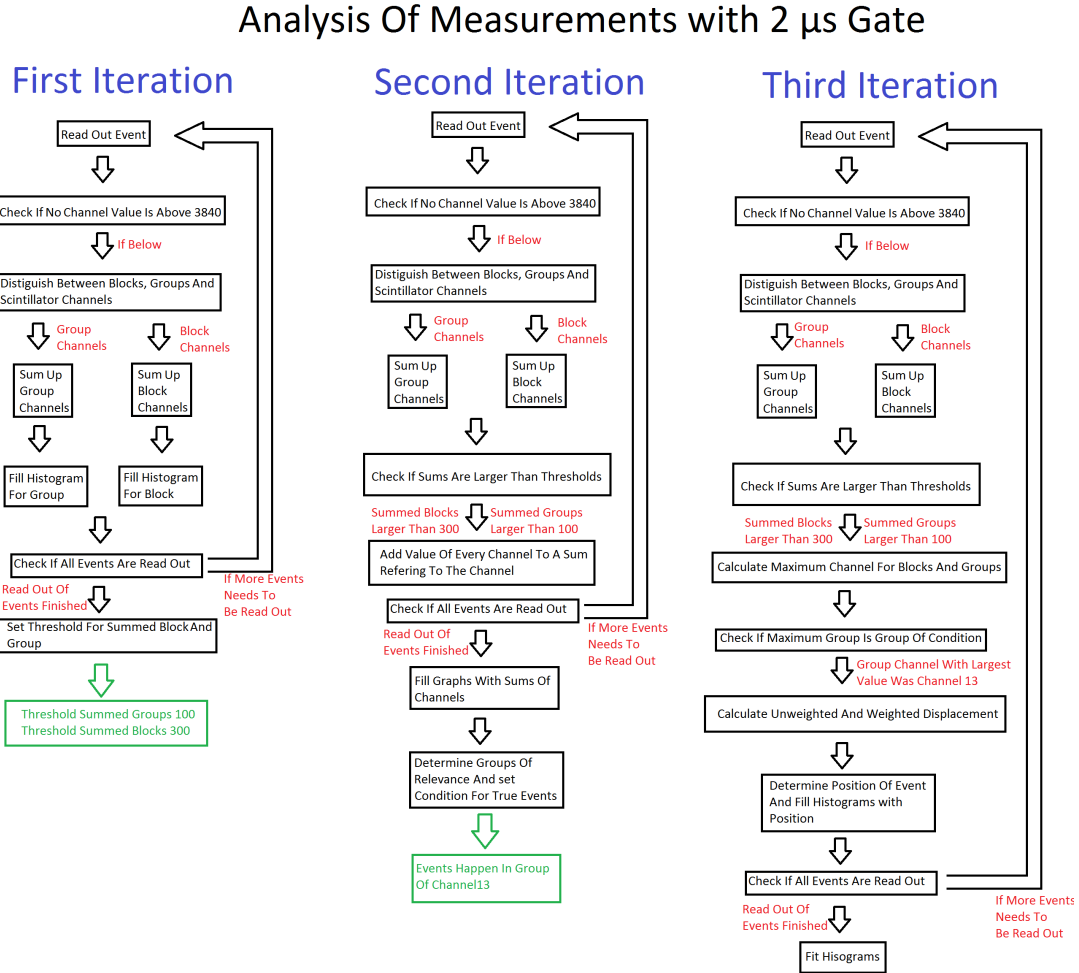 Analysis Of Measurements with 2 µs Gate
First Iteration
Read Out Event
Check If No Channel Value Is Above 3840
If Below
Distiguish Between Blocks, Groups And
Scintillator Channels
Group
Channels
Block
Channels
Sum Up
Group
Channels
Sum Up
Block
Channels
Fill Histogram
For Group
Fill Histogram
For Block
Check If All Events Are Read Out
If More Events
Needs To
Be Read Out
Read Out Of
Events Finished
Set Threshold For Summed Block And
Group
Threshold Summed Groups 100
Threshold Summed Blocks 300
Second Iteration
Read Out Event
Check If No Channel Value Is Above 3840
If Below
Distiguish Between Blocks, Groups And
Scintillator Channels
Group
Channels
Block
Channels
Sum Up
Group
Channels
Sum Up
Block
Channels
Check If Sums Are Larger Than Thresholds
Summed Blocks
Larger Than 300
Summed Groups
Larger Than 100
Add Value Of Every Channel To A Sum
Refering To The Channel
Check If All Events Are Read Out
If More Events
Needs To
Be Read Out
Read Out Of
Events Finished
Fill Graphs With Sums Of
Channels
Determine Groups Of
Relevance And set
Condition For True Events
Events Happen In Group
Of Channel13
Third Iteration
Read Out Event
Check If No Channel Value Is Above 3840
If Below
Distiguish Between Blocks, Groups And
Scintillator Channels
Group
Channels
Block
Channels
Sum Up
Group
Channels
Sum Up
Block
Channels
Check If Sums Are Larger Than Thresholds
Summed Blocks
Larger Than 300
Summed Groups
Larger Than 100
Calculate Maximum Channel For Blocks And Groups
Check If Maximum Group Is Group Of Condition
Group Channel With Largest
Value Was Channel 13
Calculate Unweighted And Weighted Displacement
Determine Position Of Event
And Fill Histograms with
Position
Check If All Events Are Read Out
If More Events
Needs To
Be Read Out
Read Out Of
Events Finished
Fit Hisograms